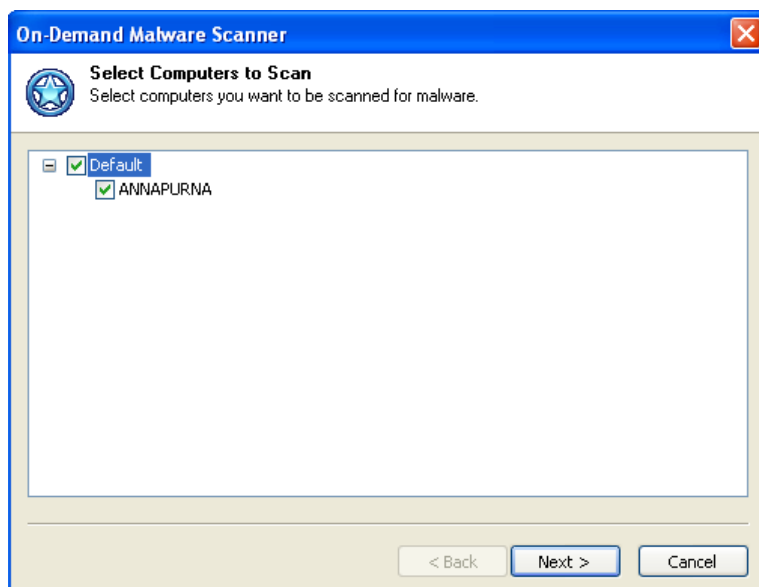 On-Demand Malware Scanner
Select Computers to Scan
Select computers you want to be scanned for malware.
Default
ANNAPURNA
< Back
Next >
Cancel